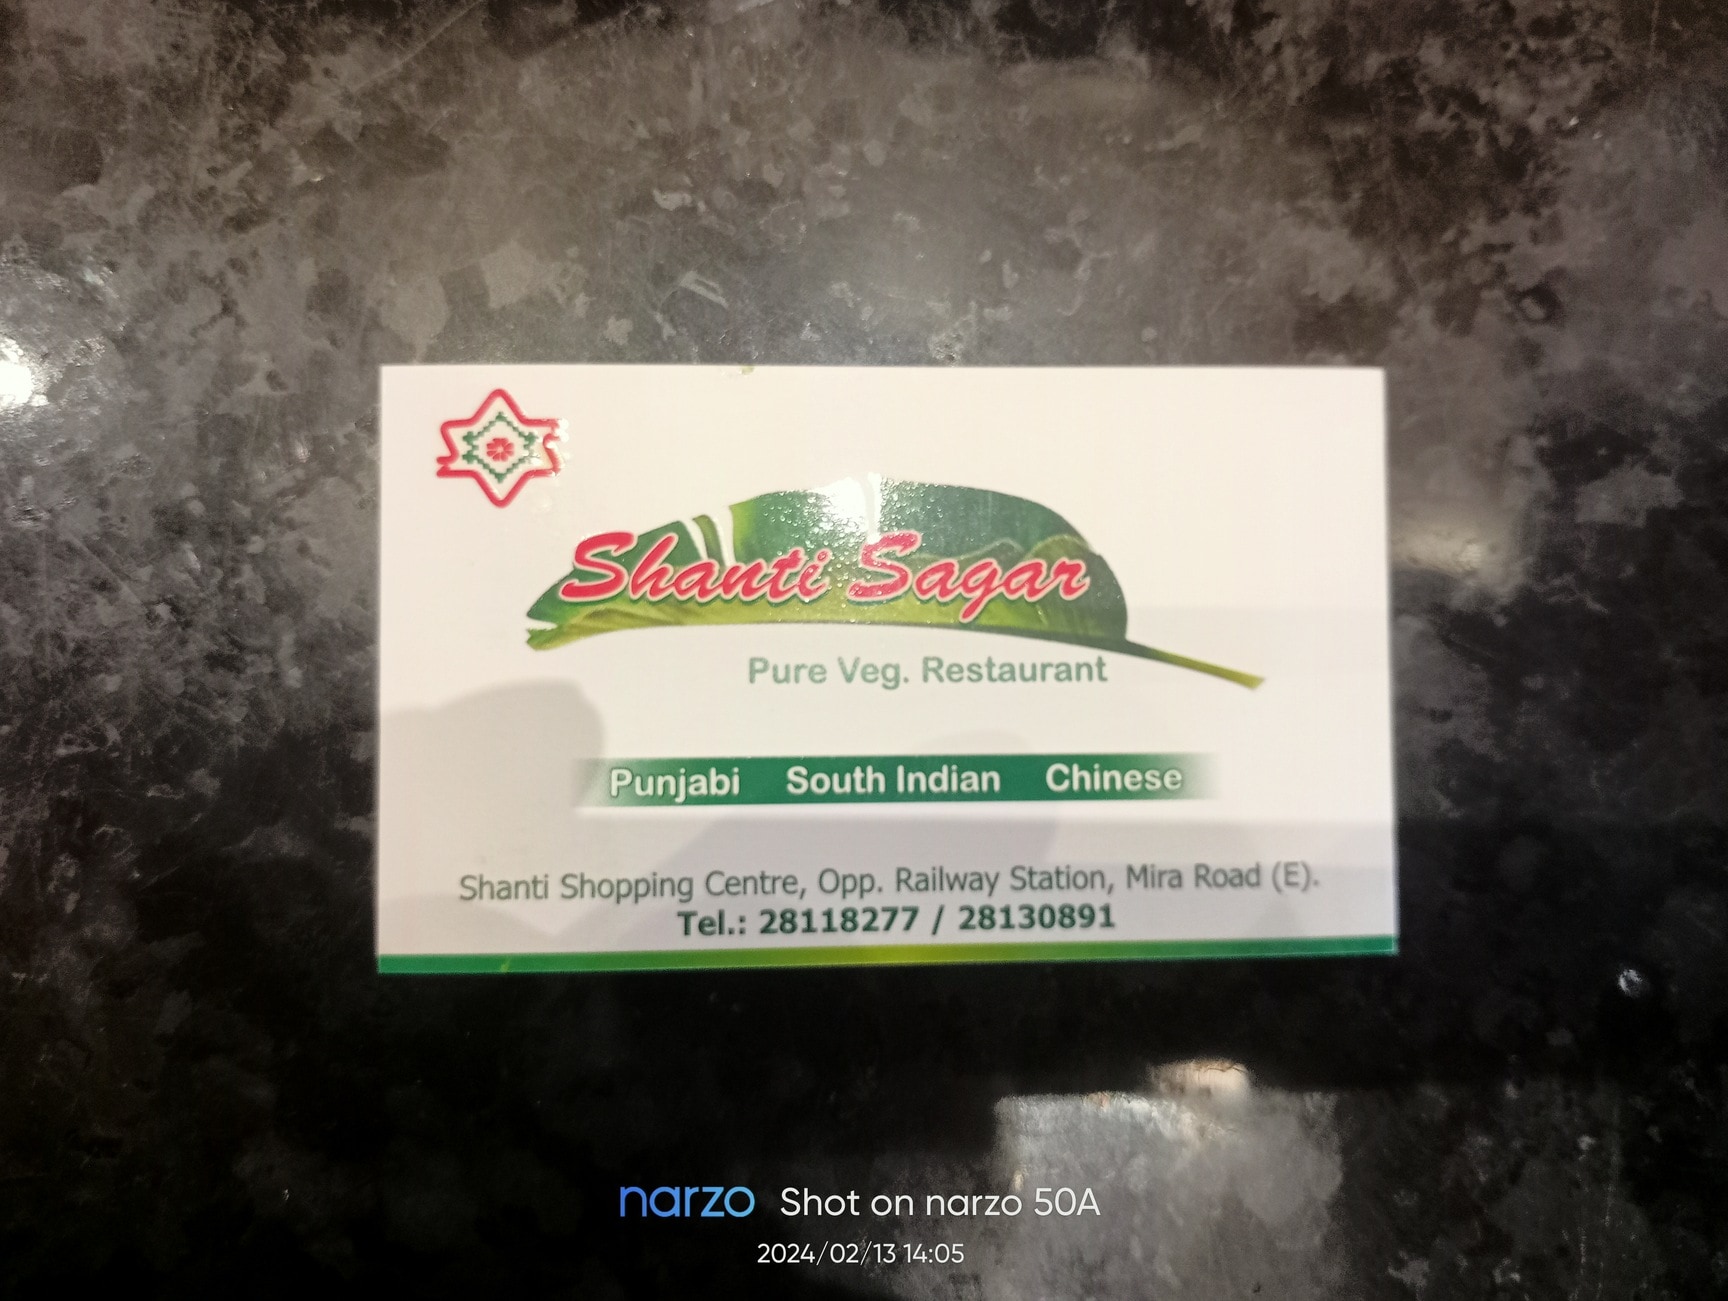 Shanti Sagar
Pure Veg. Restaurant
Punjabi South Indian Chinese
Shanti Shopping Centre, Opp. Railway Station, Mira Road (E).
Tel.: 28118277 / 28130891
narzo Shot on narzo 50A
2024/02/13 14:05